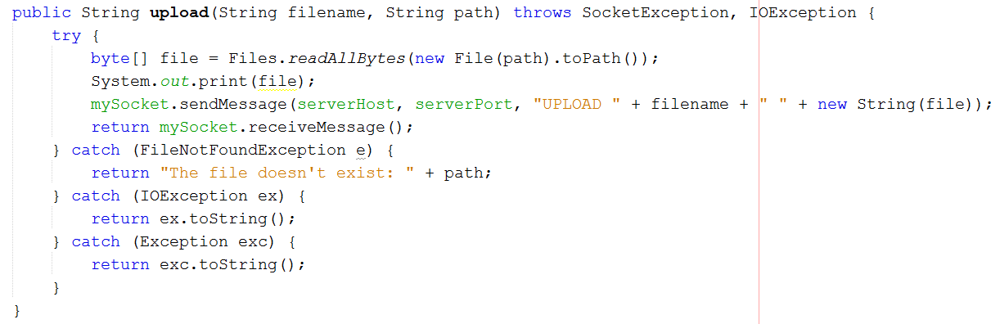 public String upload(String filename, String path) throws SocketException, IOException {
    try {
        byte[] file = Files.readAllBytes(new File(path).toPath());
        System.out.print(file);
        mySocket.sendMessage(serverHost, serverPort, "UPLOAD " + filename + " " + new String(file));
        return mySocket.receiveMessage();
    } catch (FileNotFoundException e) {
        return "The file doesn't exist: " + path;
    } catch (IOException ex) {
        return ex.toString();
    } catch (Exception exc) {
        return exc.toString();
    }
}